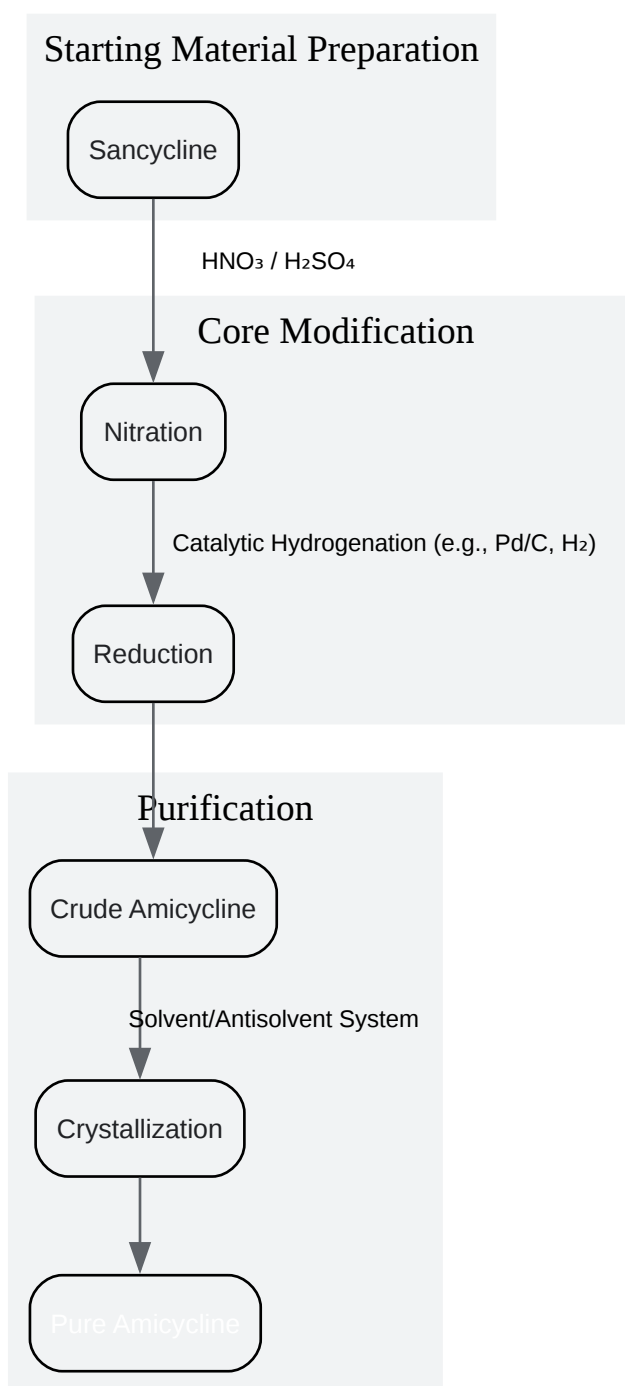 Starting Material Preparation
Sancycline
HNO₃ / H₂SO₄
Core Modification
Nitration
Catalytic Hydrogenation (e.g., Pd/C, H₂)
Reduction
Purification
Crude Amicycline
Solvent/Antisolvent System
Crystallization
Pure Amicycline